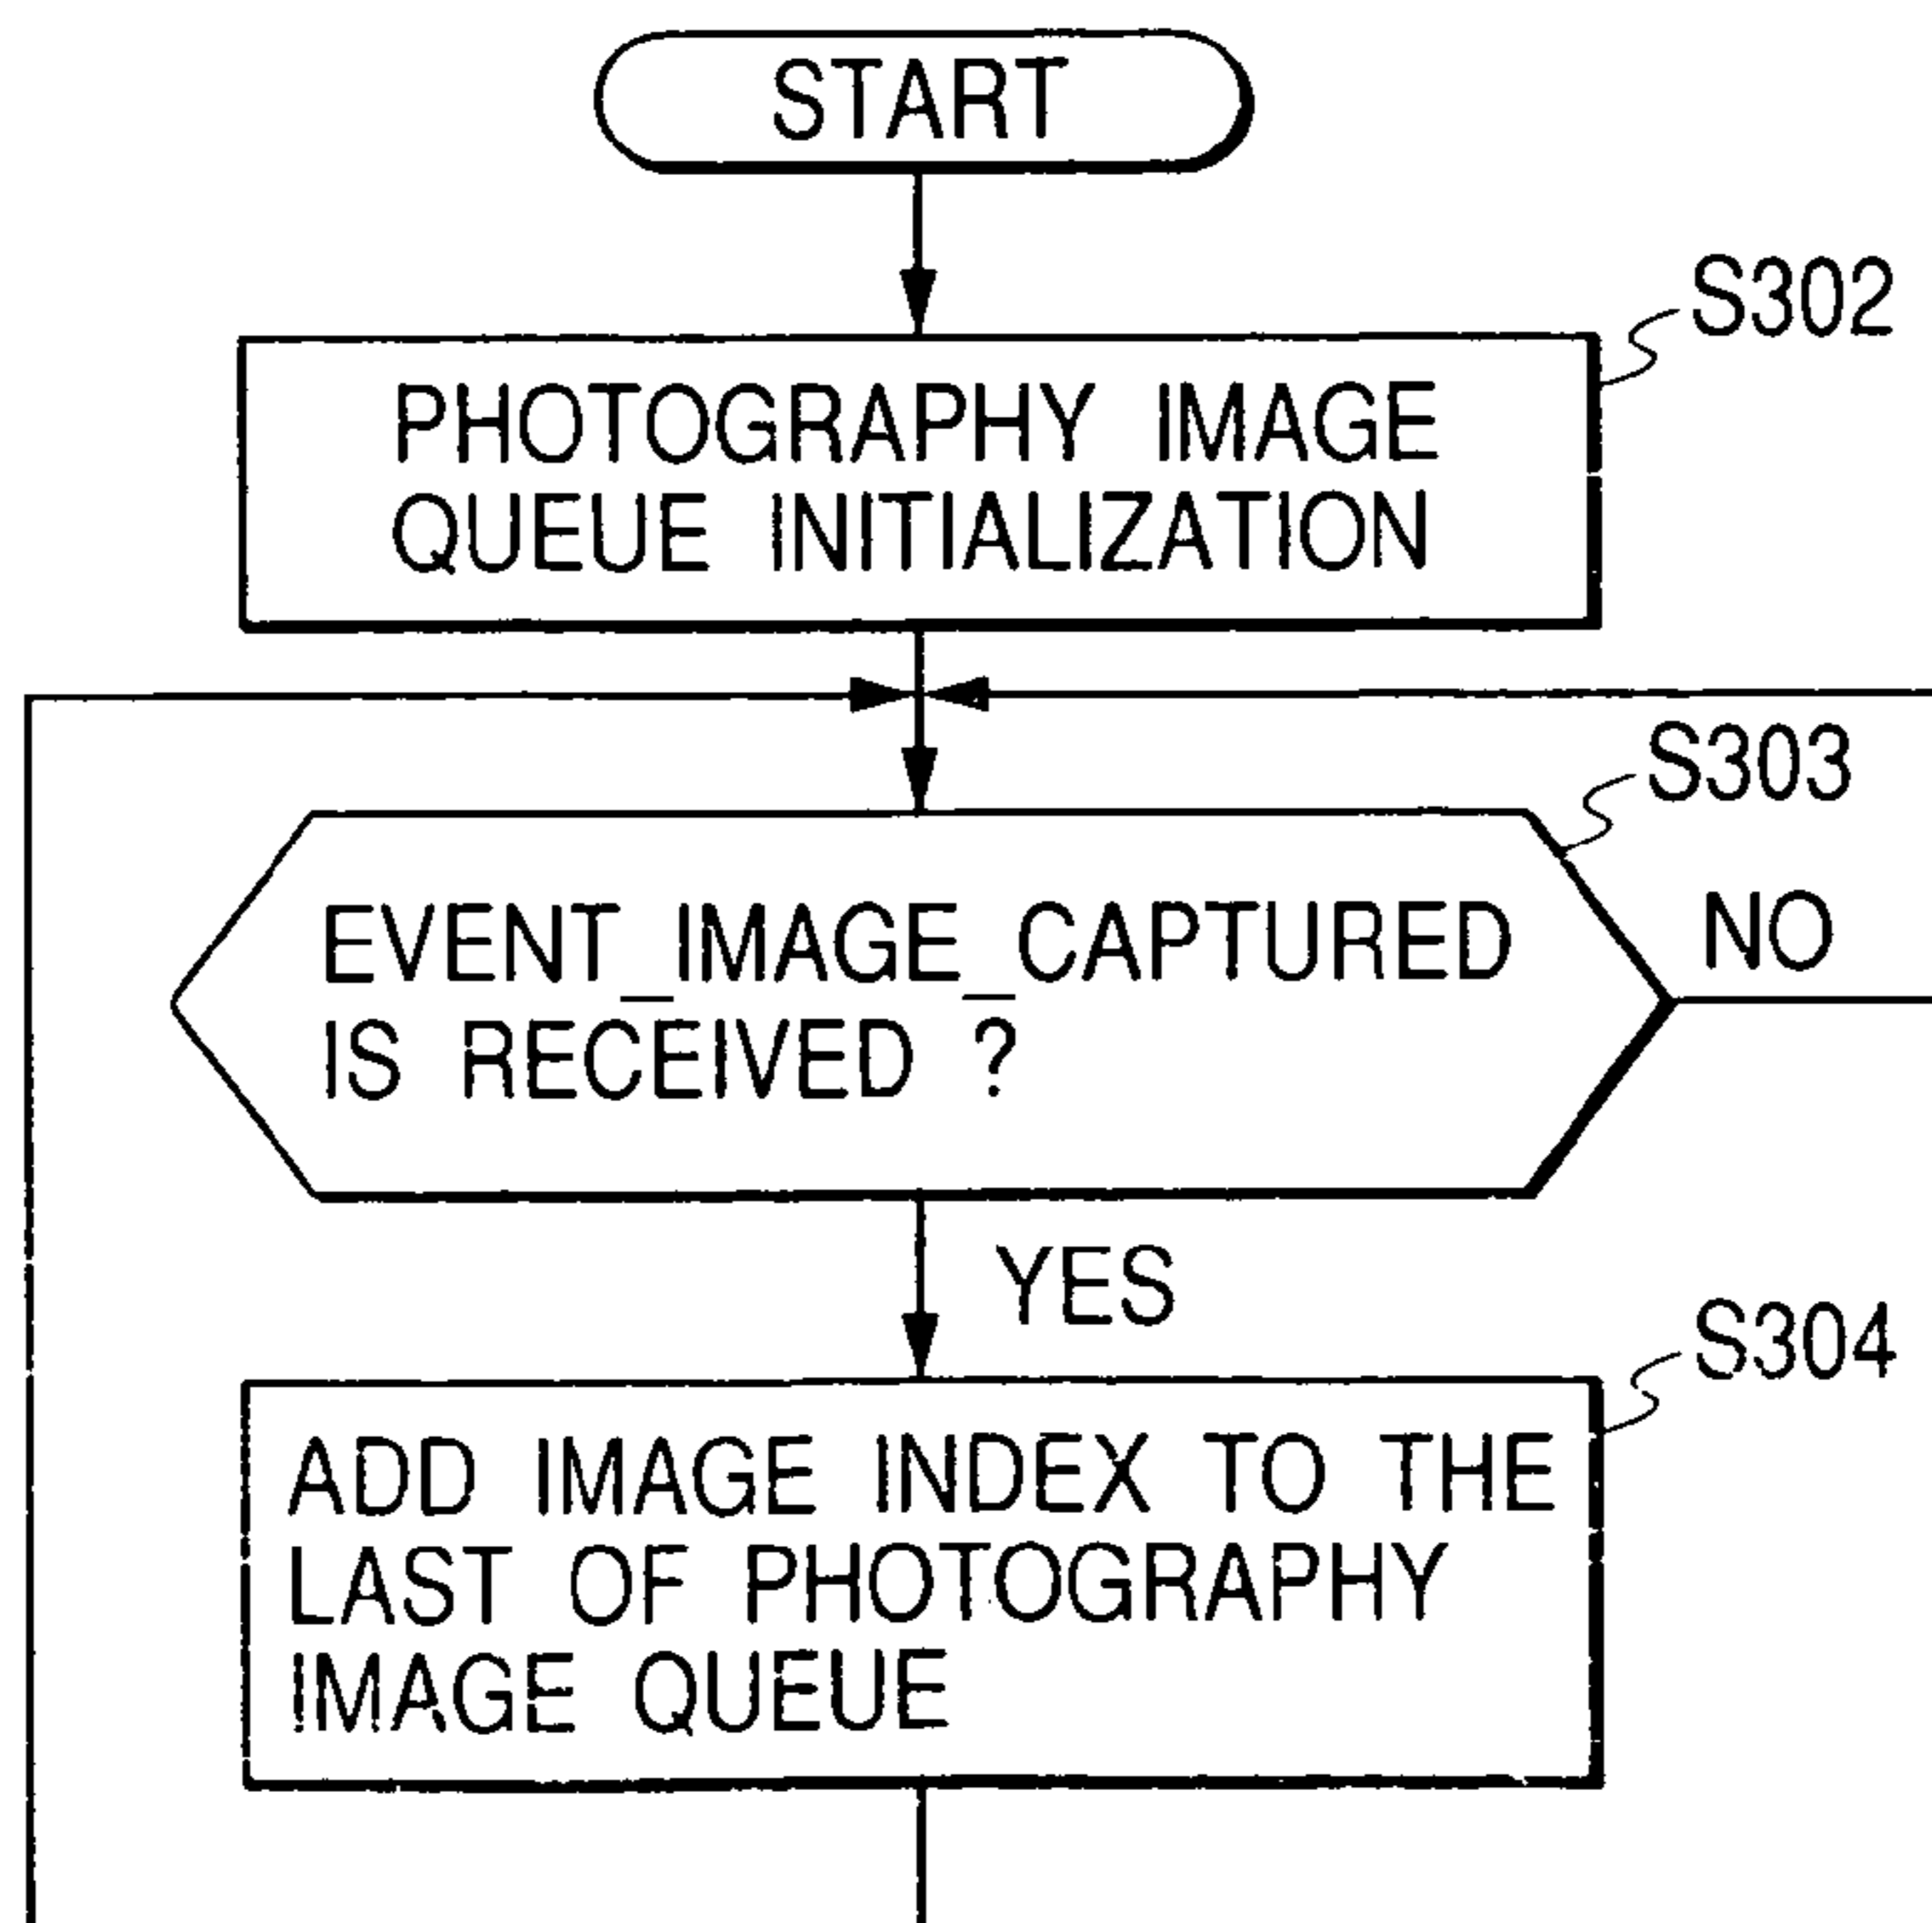 START
S302
PHOTOGRAPHY IMAGE
QUEUE INITIALIZATION
S303
EVENT_IMAGE_CAPTURED
IS RECEIVED ?
NO
YES
S304
ADD IMAGE INDEX TO THE
LAST OF PHOTOGRAPHY
IMAGE QUEUE